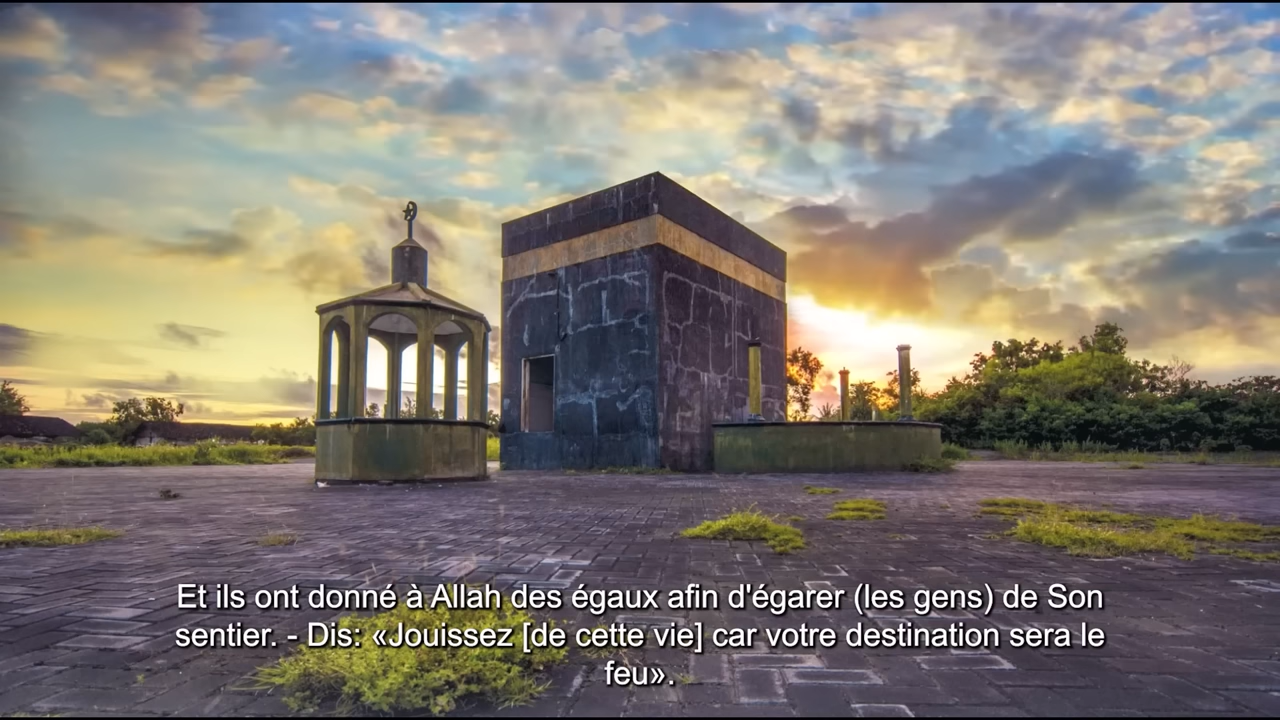 Et ils ont donné à Allah des égaux afin d'égarer (les gens) de Son
sentier. - Dis: «Jouissez [de cette vie] car votre destination sera le
feu».